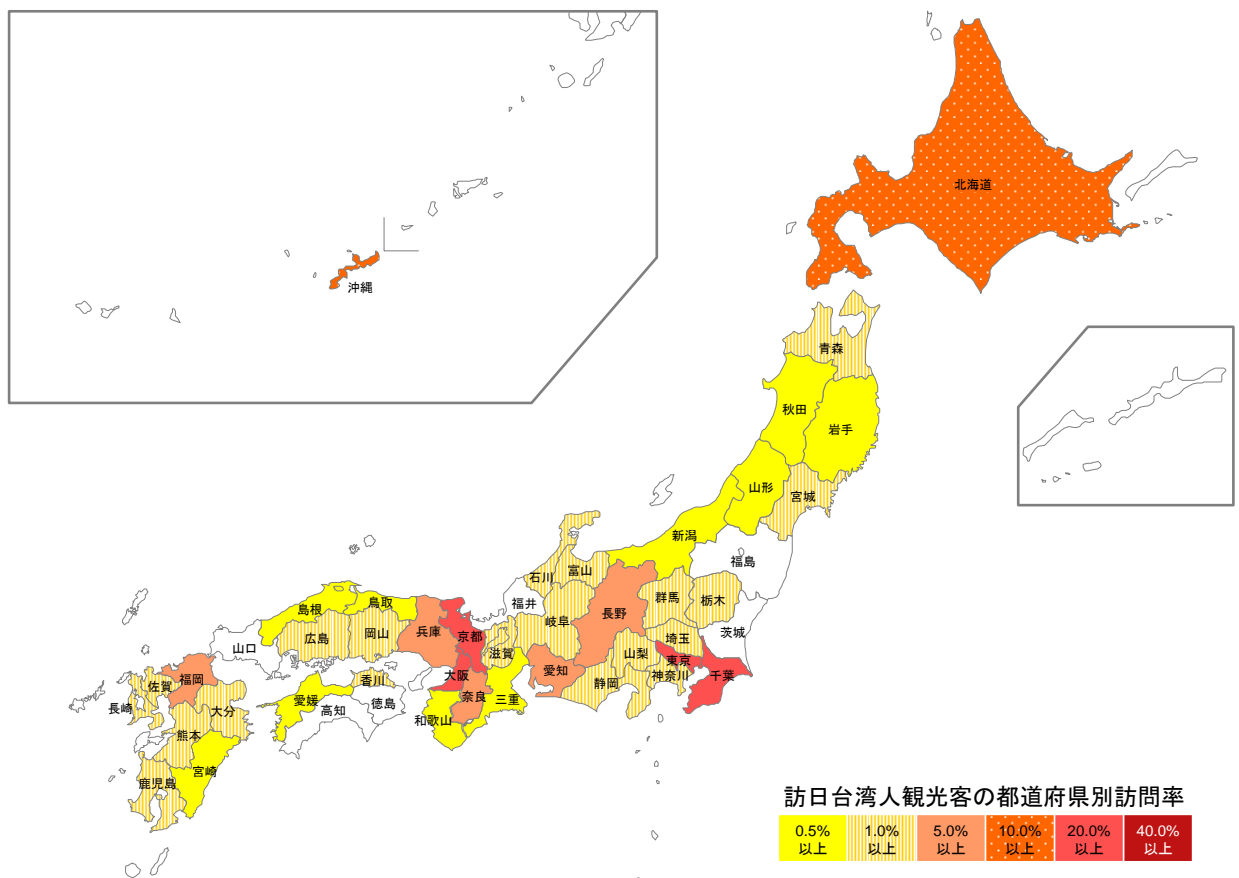 北海道
沖縄
青森
秋田
岩手
山形
宮城
新潟
福島
石川
富山
福井
岐阜
長野
群馬
栃木
茨城
島根
鳥取
兵庫
京都
滋賀
山梨
埼玉
東京
千葉
神奈川
静岡
愛知
山口
広島
岡山
大阪
奈良
三重
和歌山
香川
徳島
愛媛
高知
福岡
佐賀
長崎
大分
熊本
宮崎
鹿児島
訪日台湾人観光客の都道府県別訪問率
0.5%
以上
1.0%
以上
5.0%
以上
10.0%
以上
20.0%
以上
40.0%
以上